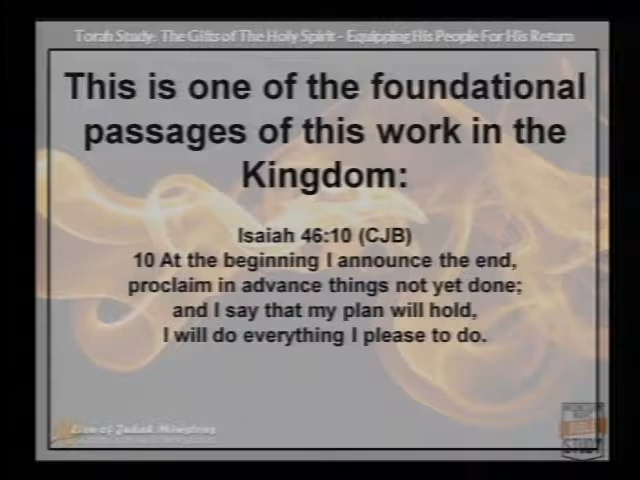 Torah Study: The Gifts of The Holy Spirit - Equipping His People For His Return
This is one of the foundational
passages of this work in the
Kingdom:
Isaiah 46:10 (CJB)
10 At the beginning I announce the end,
proclaim in advance things not yet done;
and I say that my plan will hold,
I will do everything I please to do.
Lion of Judah Ministries
BIBLE
STUDY